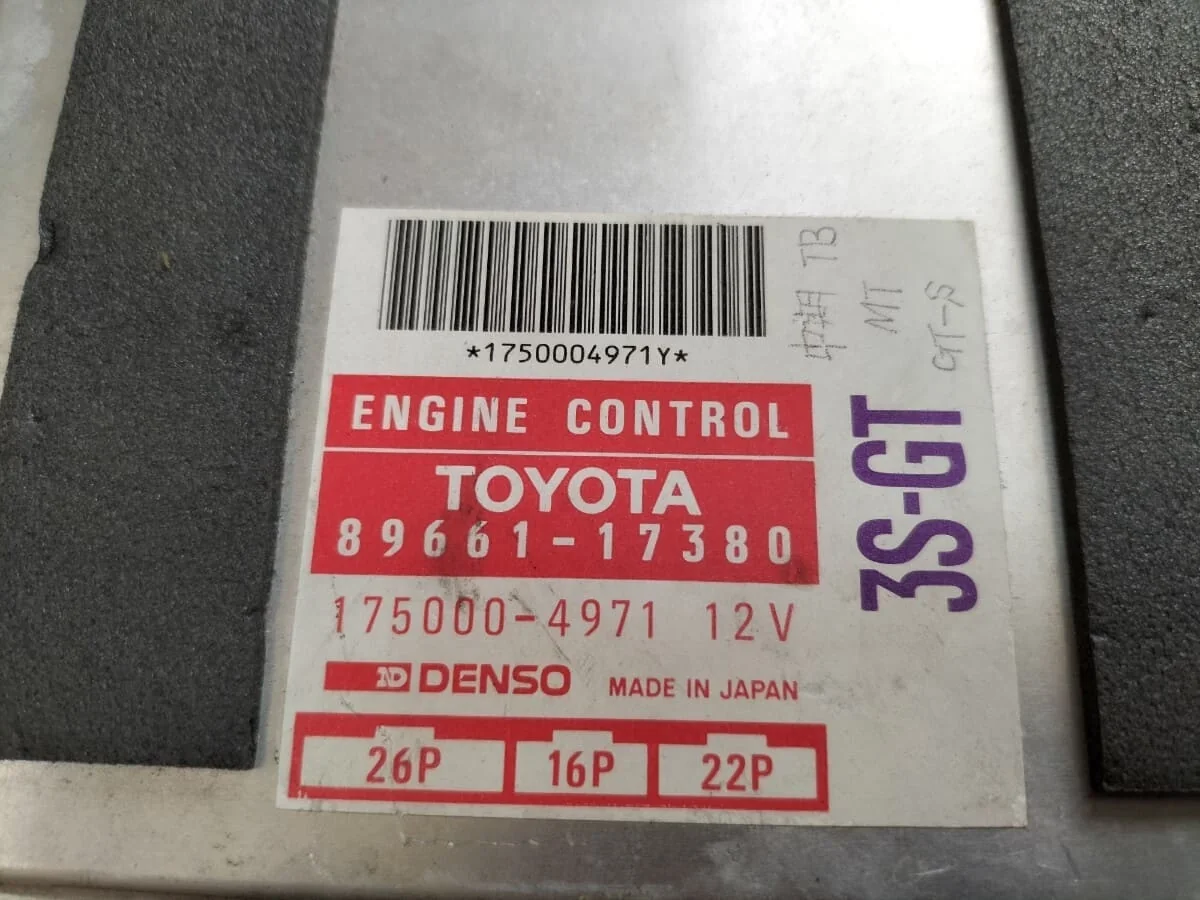 *1750004971Y*
ENGINE CONTROL
TOYOTA
89661-17380
175000-4971 12V
ND DENSO MADE IN JAPAN
26P 16P 22P
3S-GT
TB
MT
GT-S